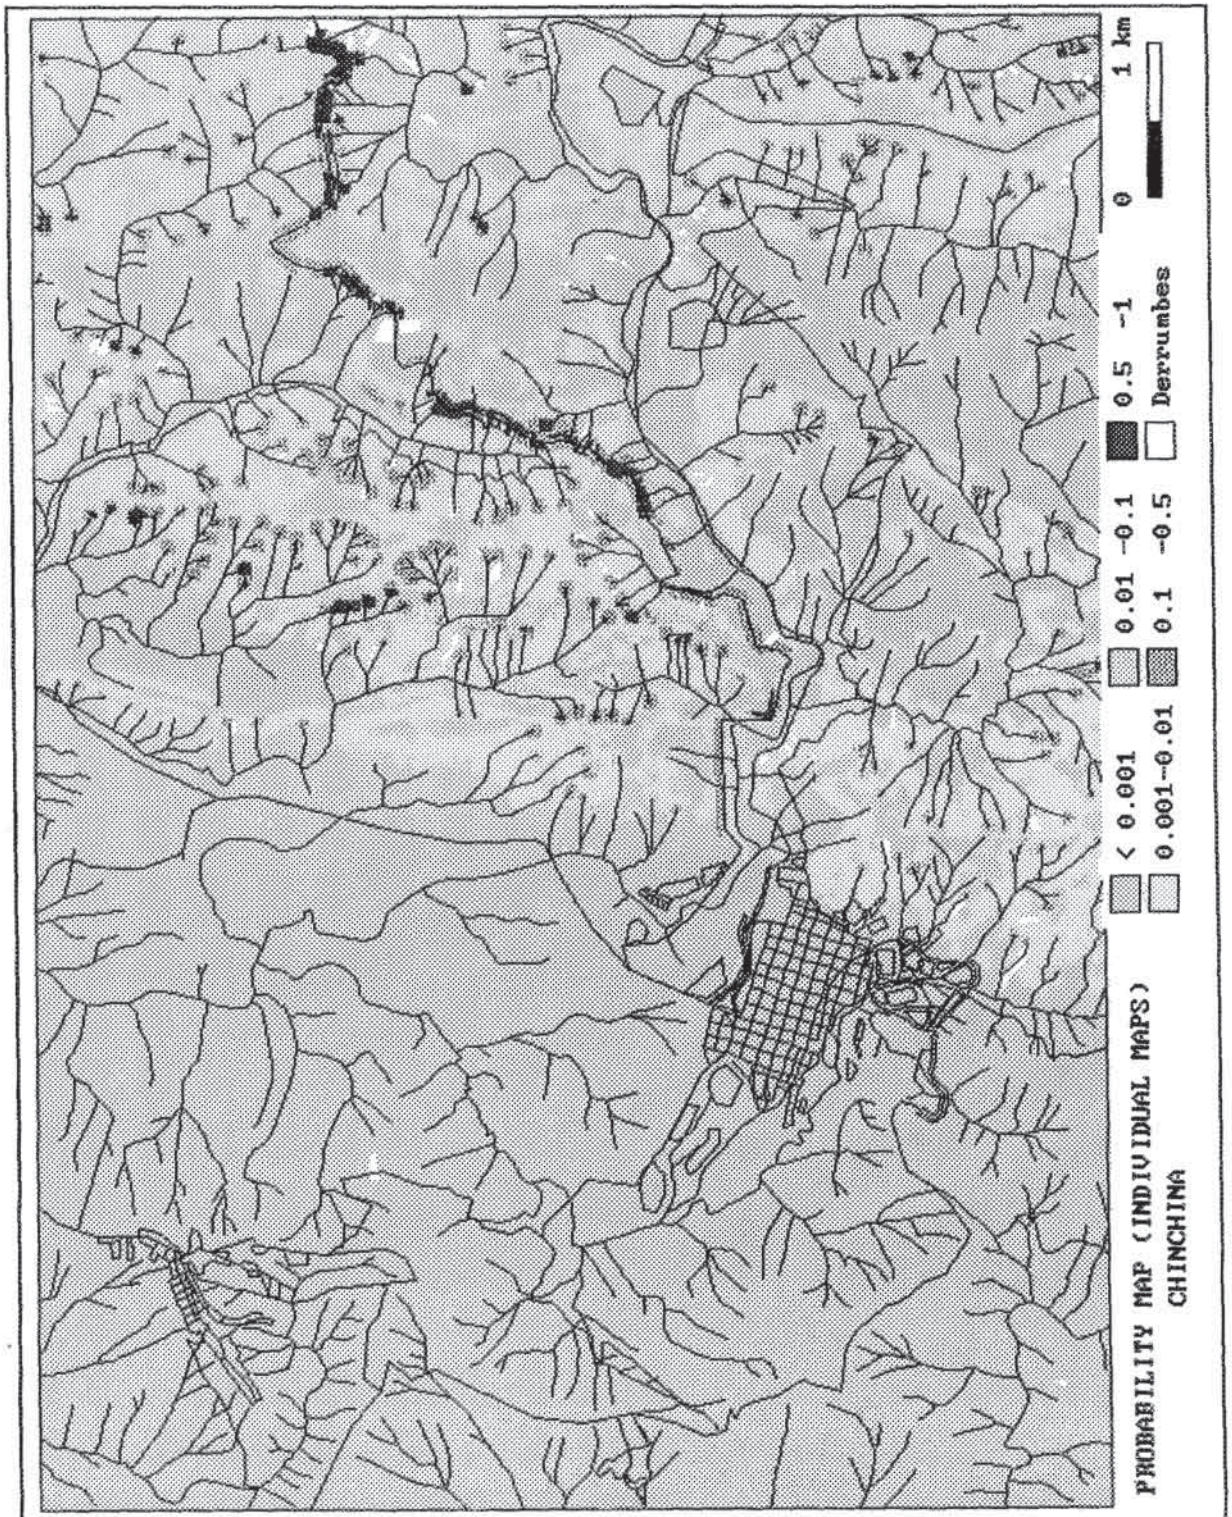 PROBABILITY MAP (INDIVIDUAL MAPS)
CHINCHINA
< 0.001
0.001-0.01
0.01 -0.1
0.1 -0.5
0.5 -1
Derrumbes
0 1 km